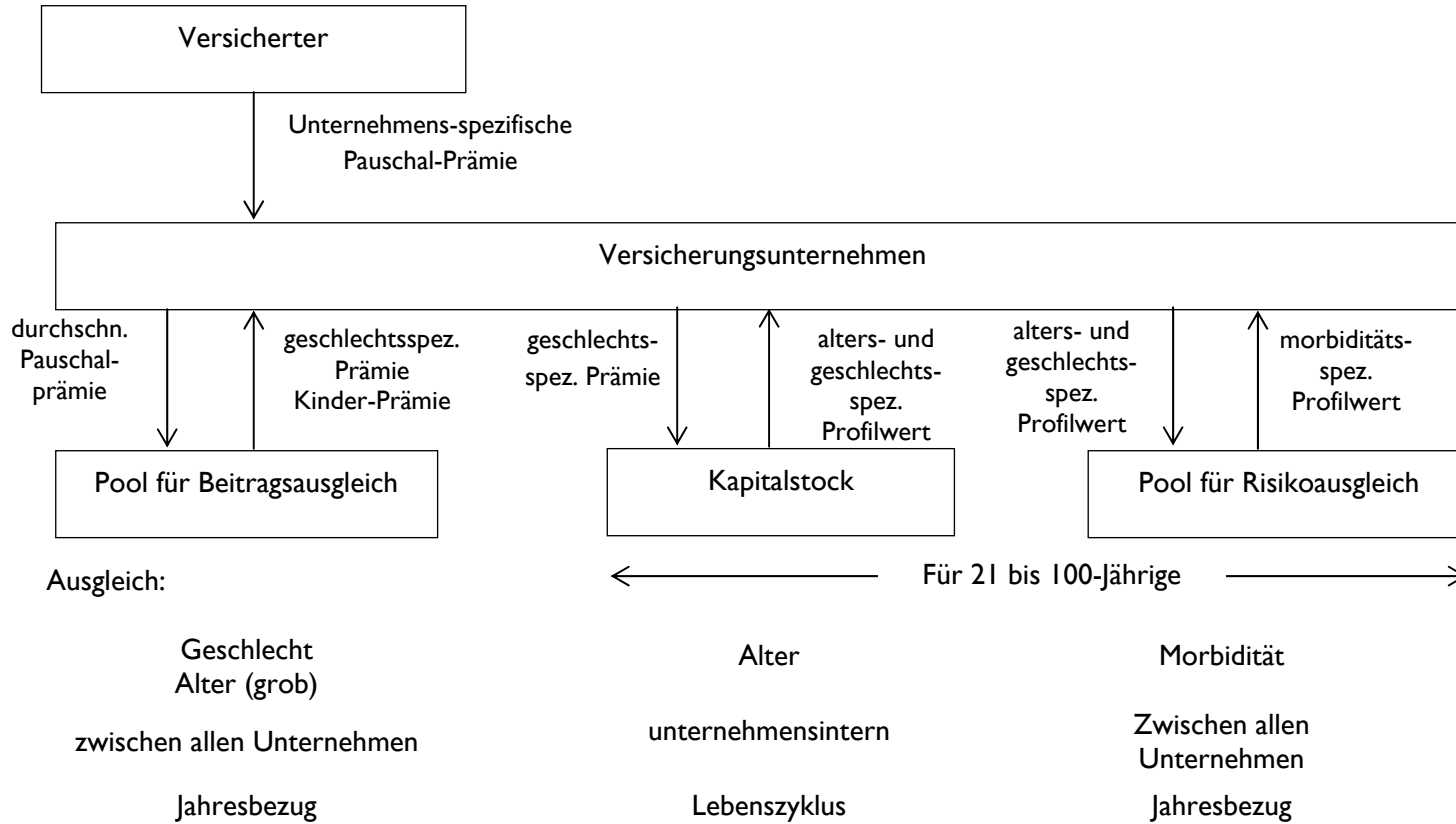 Versicherter
Unternehmens-spezifische
Pauschal-Prämie
Versicherungsunternehmen
durchschn.
Pauschal-
prämie
geschlechtsspez.
Prämie
Kinder-Prämie
geschlechts-
spez. Prämie
alters- und
geschlechts-
spez.
Profilwert
alters- und
geschlechts-
spez.
Profilwert
morbiditäts-
spez.
Profilwert
Pool für Beitragsausgleich
Kapitalstock
Pool für Risikoausgleich
Ausgleich:
Für 21 bis 100-Jährige
Geschlecht
Alter (grob)
Alter
Morbidität
zwischen allen Unternehmen
unternehmensintern
Zwischen allen
Unternehmen
Jahresbezug
Lebenszyklus
Jahresbezug